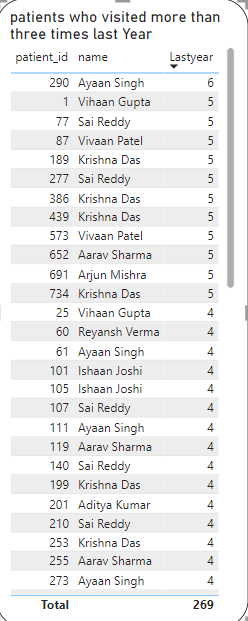 patients who visited more than
three times last Year
patient_id name Lastyear
290 Ayaan Singh 6
1 Vihaan Gupta 5
77 Sai Reddy 5
87 Vivaan Patel 5
189 Krishna Das 5
277 Sai Reddy 5
386 Krishna Das 5
439 Krishna Das 5
573 Vivaan Patel 5
652 Aarav Sharma 5
691 Arjun Mishra 5
734 Krishna Das 5
25 Vihaan Gupta 4
60 Reyansh Verma 4
61 Ayaan Singh 4
101 Ishaan Joshi 4
105 Ishaan Joshi 4
107 Sai Reddy 4
111 Ayaan Singh 4
119 Aarav Sharma 4
140 Sai Reddy 4
199 Krishna Das 4
201 Aditya Kumar 4
210 Sai Reddy 4
253 Krishna Das 4
255 Aarav Sharma 4
273 Ayaan Singh 4
Total 269